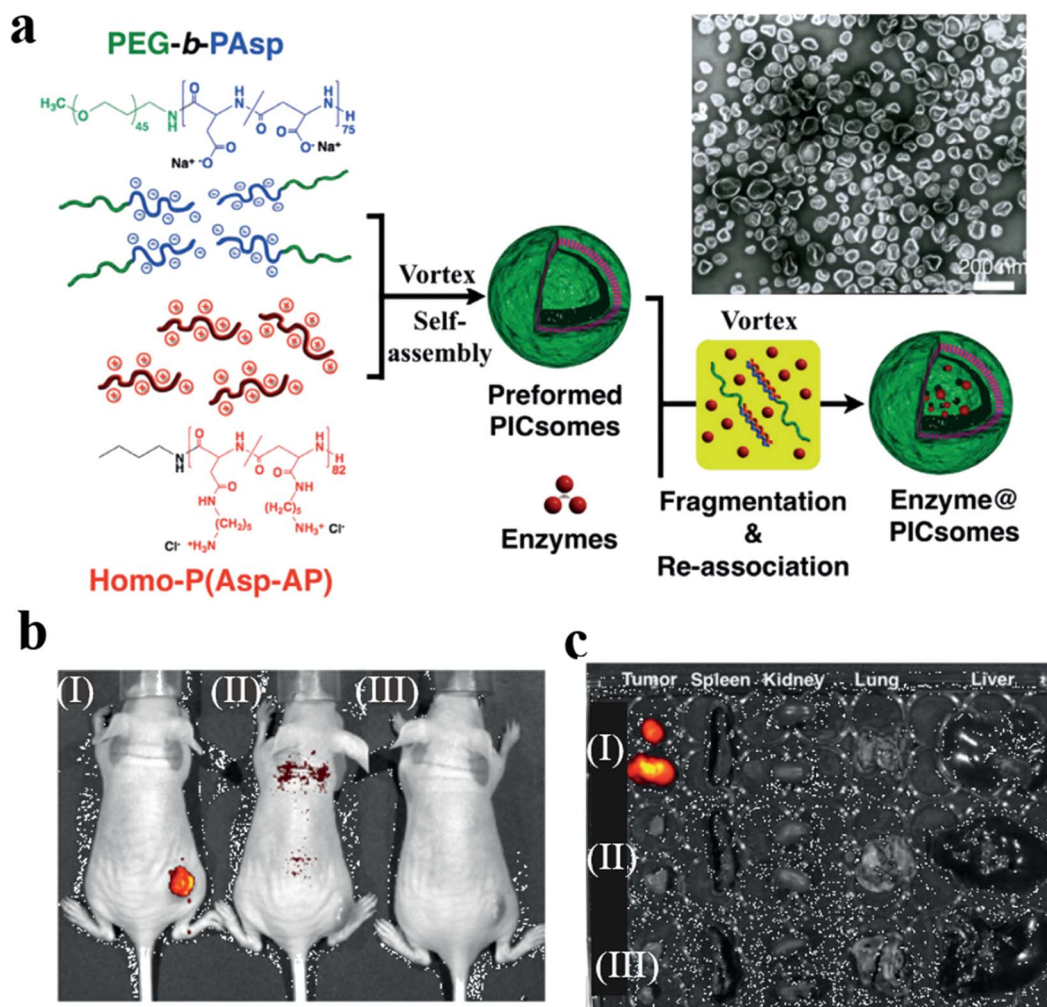 a
PEG-b-PAsp
H₃C
O
45
N
H
O
H
N
O
N
H
H
75
O
Na⁺ ⁻O
O
O⁻ Na⁺
Vortex
Self-
assembly
Preformed
PICsomes
Enzymes
200 nm
Vortex
Fragmentation
&
Re-association
Enzyme@
PICsomes
N
H
O
H
N
O
N
H
H
82
O
NH
(CH₂)₅
Cl⁻ ⁺H₃N
O
HN
(H₂C)₅
NH₃⁺ Cl⁻
Homo-P(Asp-AP)
b
(I) (II) (III)
c
Tumor Spleen Kidney Lung Liver
(I)
(II)
(III)